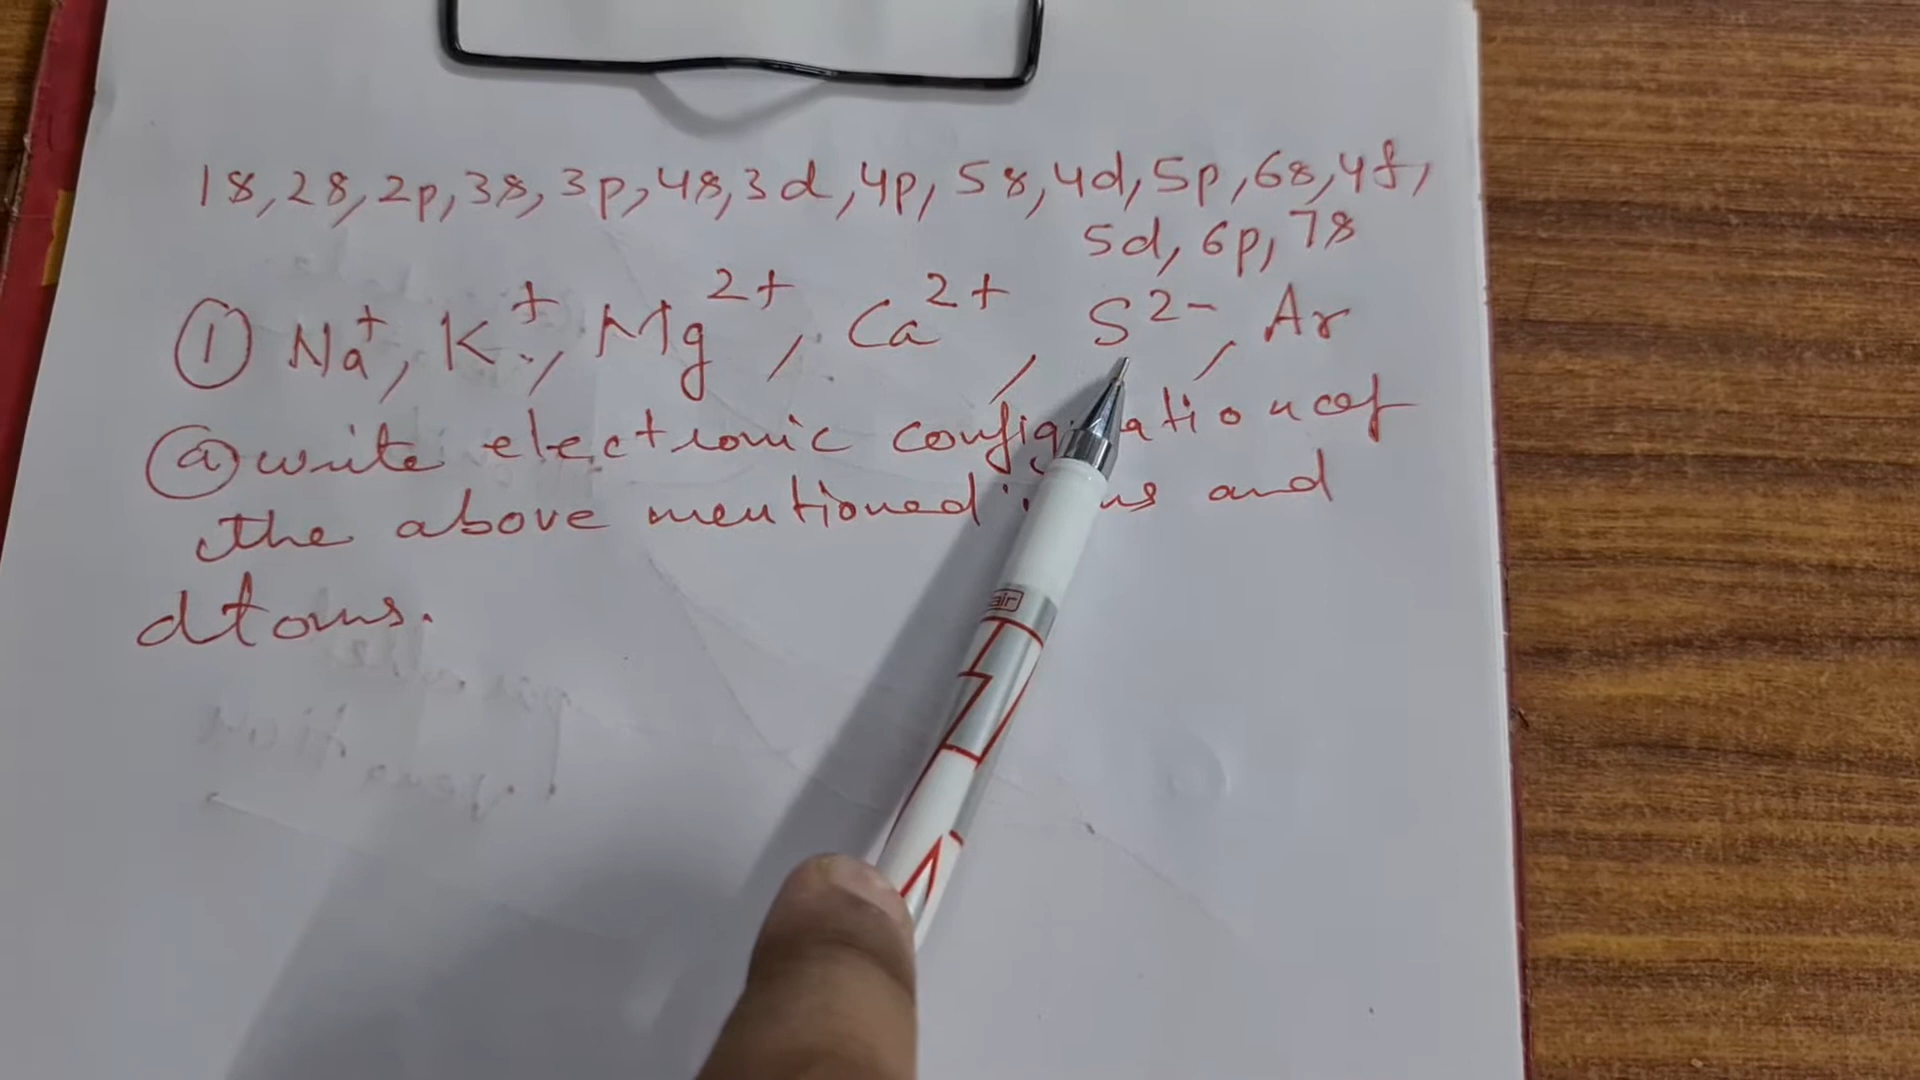 1s, 2s, 2p, 3s, 3p, 4s, 3d, 4p, 5s, 4d, 5p, 6s, 4f,
5d, 6p, 7s
① Na⁺, K⁺, Mg²⁺, Ca²⁺, S²⁻, Ar
ⓐ write electronic of
the above mentioned and
atoms.
air